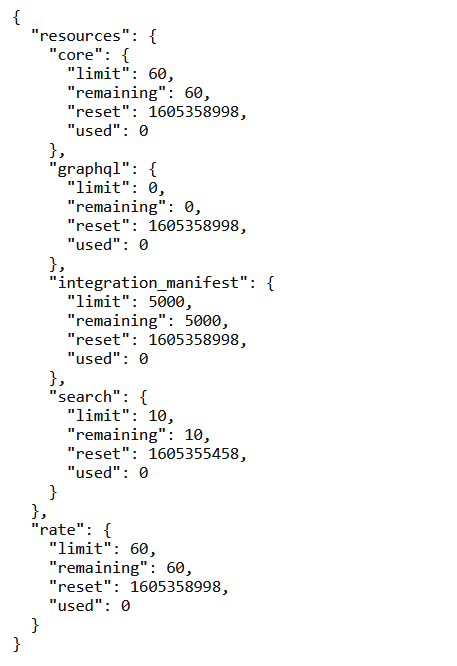 {
  "resources": {
    "core": {
      "limit": 60,
      "remaining": 60,
      "reset": 1605358998,
      "used": 0
    },
    "graphql": {
      "limit": 0,
      "remaining": 0,
      "reset": 1605358998,
      "used": 0
    },
    "integration_manifest": {
      "limit": 5000,
      "remaining": 5000,
      "reset": 1605358998,
      "used": 0
    },
    "search": {
      "limit": 10,
      "remaining": 10,
      "reset": 1605355458,
      "used": 0
    }
  },
  "rate": {
    "limit": 60,
    "remaining": 60,
    "reset": 1605358998,
    "used": 0
  }
}